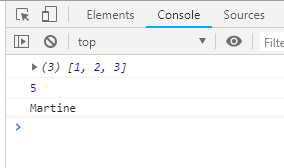 Elements Console Sources
top Filte
(3) [1, 2, 3]
5
Martine